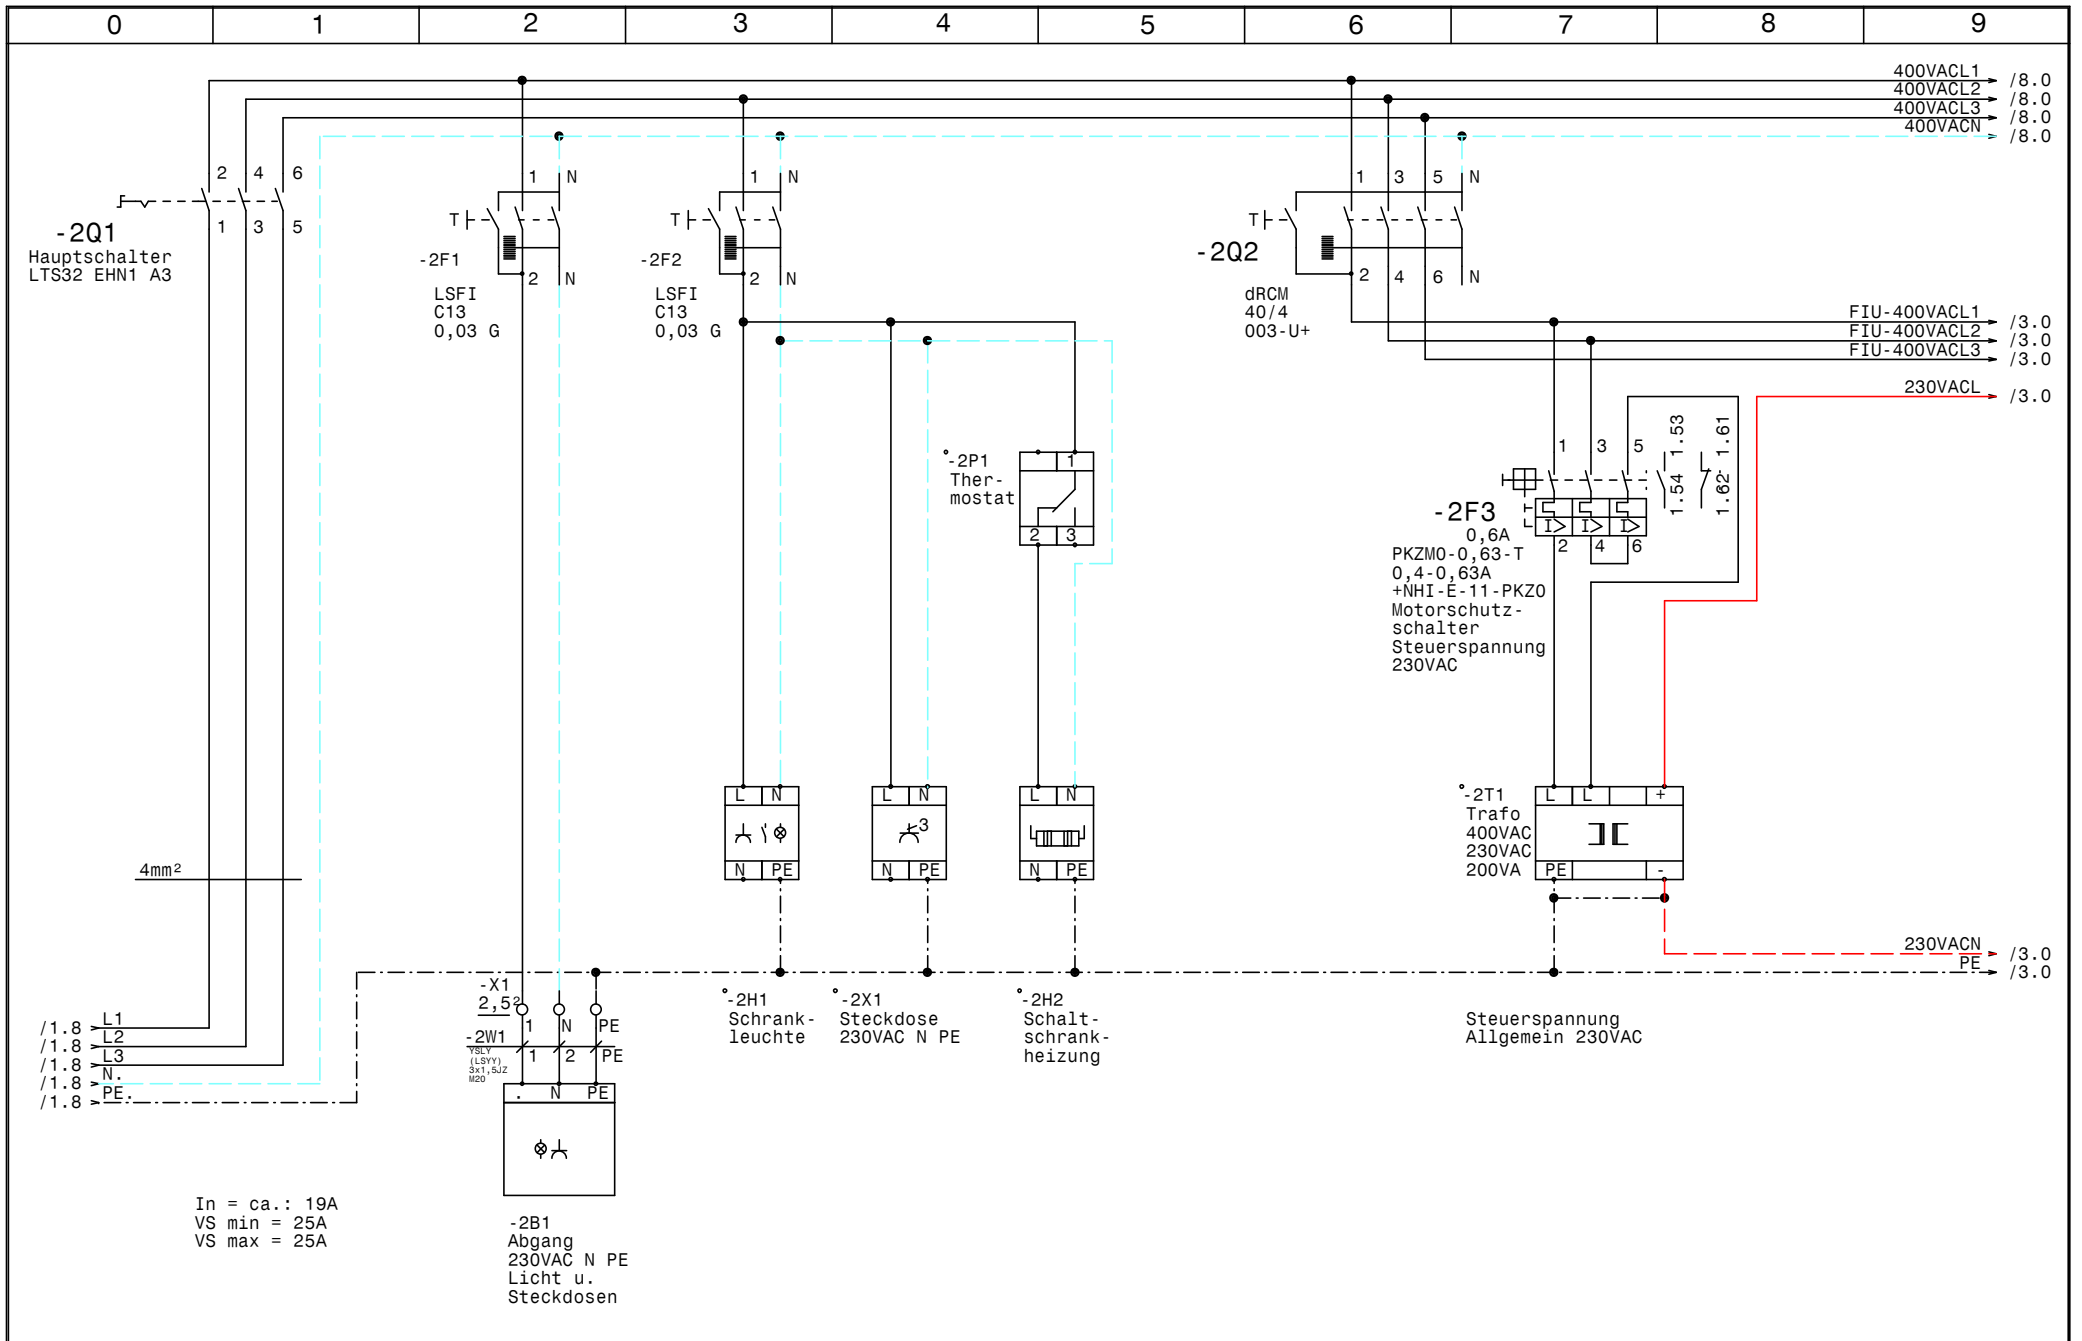 0 1 2 3 4 5 6 7 8 9
400VACL1 /8.0
400VACL2 /8.0
400VACL3 /8.0
400VACN /8.0
2 4 6
1 3 5
-2Q1
Hauptschalter
LTS32 EHN1 A3
1 N
T
-2F1
2 N
LSFI
C13
0,03 G
1 N
T
-2F2
2 N
LSFI
C13
0,03 G
1 3 5 N
T
-2Q2
2 4 6 N
dRCM
40/4
003-U+
FIU-400VACL1 /3.0
FIU-400VACL2 /3.0
FIU-400VACL3 /3.0
230VACL /3.0
-2P1
Ther-
mostat
1
2 3
1 3 5
1.53
1.54
1.61
1.62
I> I> I>
2 4 6
-2F3
0,6A
PKZM0-0,63-T
0,4-0,63A
+NHI-E-11-PKZ0
Motorschutz-
schalter
Steuerspannung
230VAC
L N
N PE
L N
3
N PE
L N
N PE
-2T1
Trafo
400VAC
230VAC
200VA
L L +
PE -
4mm²
230VACN /3.0
PE /3.0
-X1
2,5²
1 N PE
-2W1
YSLY
(LSYY)
3x1,5JZ
M20
1 2 PE
. N PE
-2H1
Schrank-
leuchte
-2X1
Steckdose
230VAC N PE
-2H2
Schalt-
schrank-
heizung
Steuerspannung
Allgemein 230VAC
/1.8 L1
/1.8 L2
/1.8 L3
/1.8 N.
/1.8 PE.
In = ca.: 19A
VS min = 25A
VS max = 25A
-2B1
Abgang
230VAC N PE
Licht u.
Steckdosen